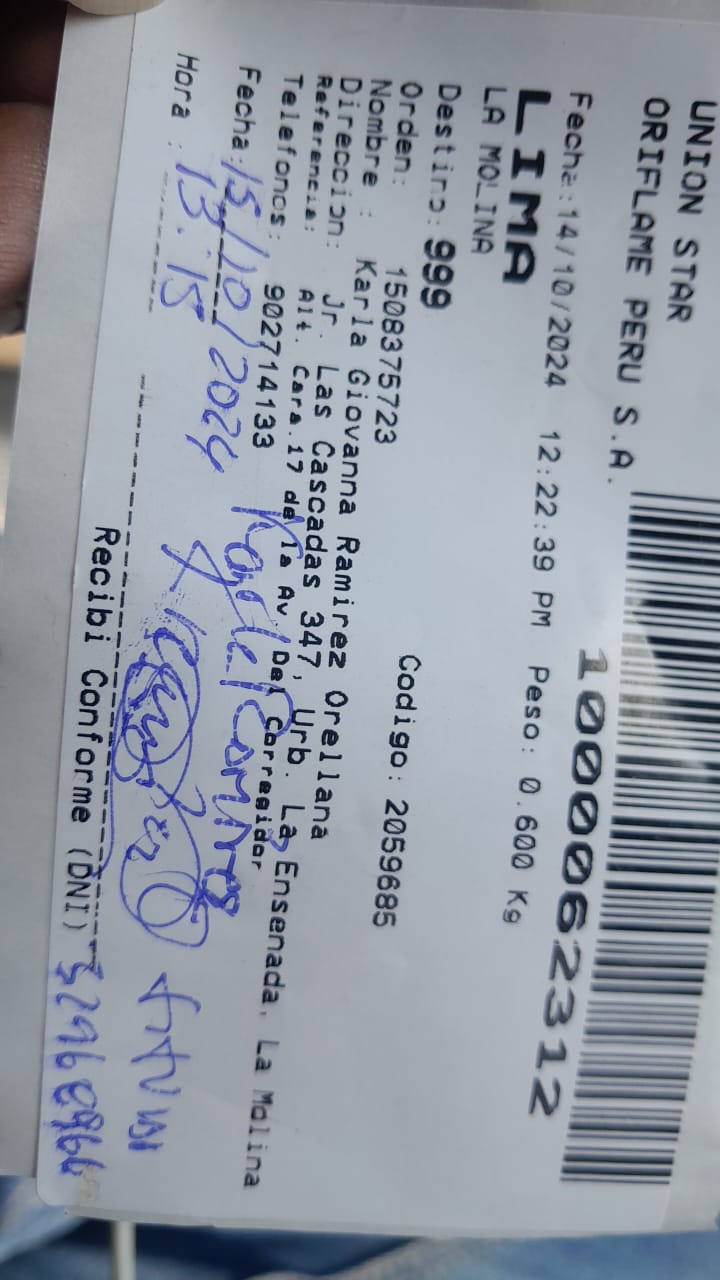 UNION STAR
ORIFLAME PERU S.A.
1000062312
Fecha:14/10/2024 12:22:39 PM Peso: 0.600 Kg
LIMA
LA MOLINA
Destino: 999
Orden: 1508375723 Codigo: 2059685
Nombre : Karla Giovanna Ramirez Orellana
Direccion: Jr. Las Cascadas 347, Urb. La Ensenada, La Molina
Referencia: Alt. Cdra.17 de la Av. Del Corregidor
Telefonos: 902714133
Fecha: 15/10/2024 Karla Ramirez
Hora : 13:15
Recibi Conforme (DNI)